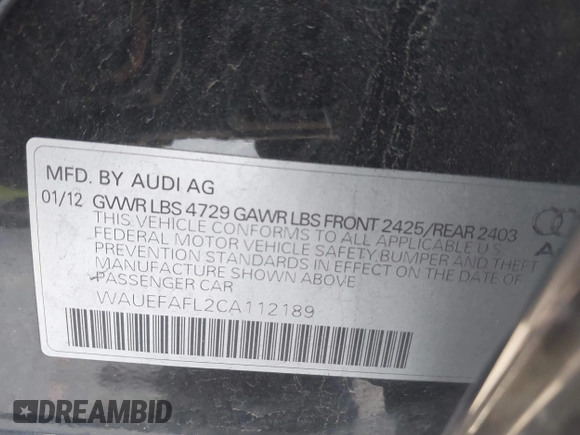 MFD. BY AUDI AG
01/12 GVWR LBS 4729 GAWR LBS FRONT 2425/REAR 2403
THIS VEHICLE CONFORMS TO ALL APPLICABLE U.S.
FEDERAL MOTOR VEHICLE SAFETY,BUMPER AND THEFT
PREVENTION STANDARDS IN EFFECT ON THE DATE OF
MANUFACTURE SHOWN ABOVE
PASSENGER CAR
WAUEFAFL2CA112189
DREAMBID